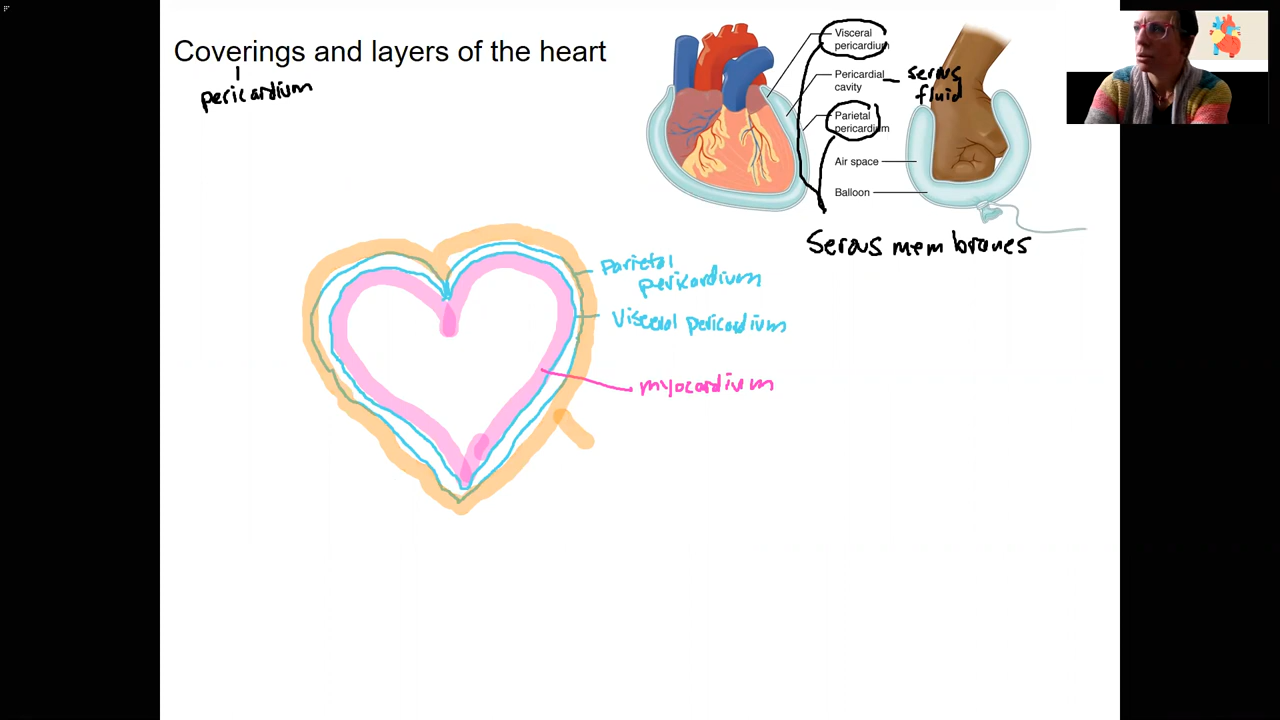 Coverings and layers of the heart
pericardium
Visceral
pericardium
Pericardial
cavity
serous
fluid
Parietal
pericardium
Air space
Balloon
Serous membranes
Parietal
pericardium
Visceral pericardium
myocardium